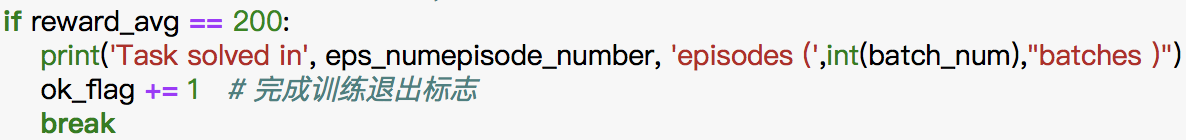 if reward_avg == 200:
    print('Task solved in', eps_numepisode_number, 'episodes (',int(batch_num),"batches )")
    ok_flag += 1   # 完成训练退出标志
    break